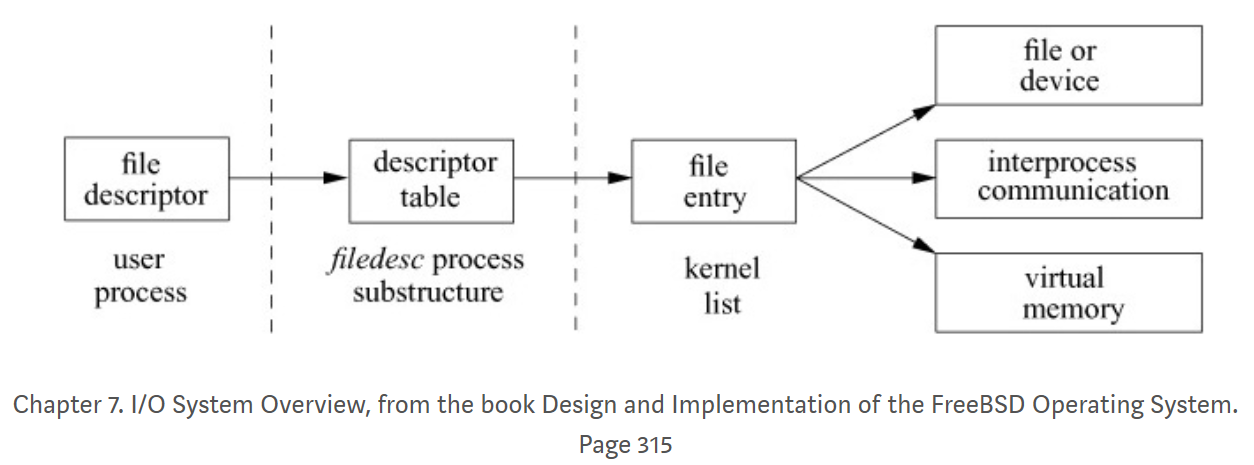 file
descriptor
user
process
descriptor
table
filedesc process
substructure
file
entry
kernel
list
file or
device
interprocess
communication
virtual
memory
Chapter 7. I/O System Overview, from the book Design and Implementation of the FreeBSD Operating System.
Page 315